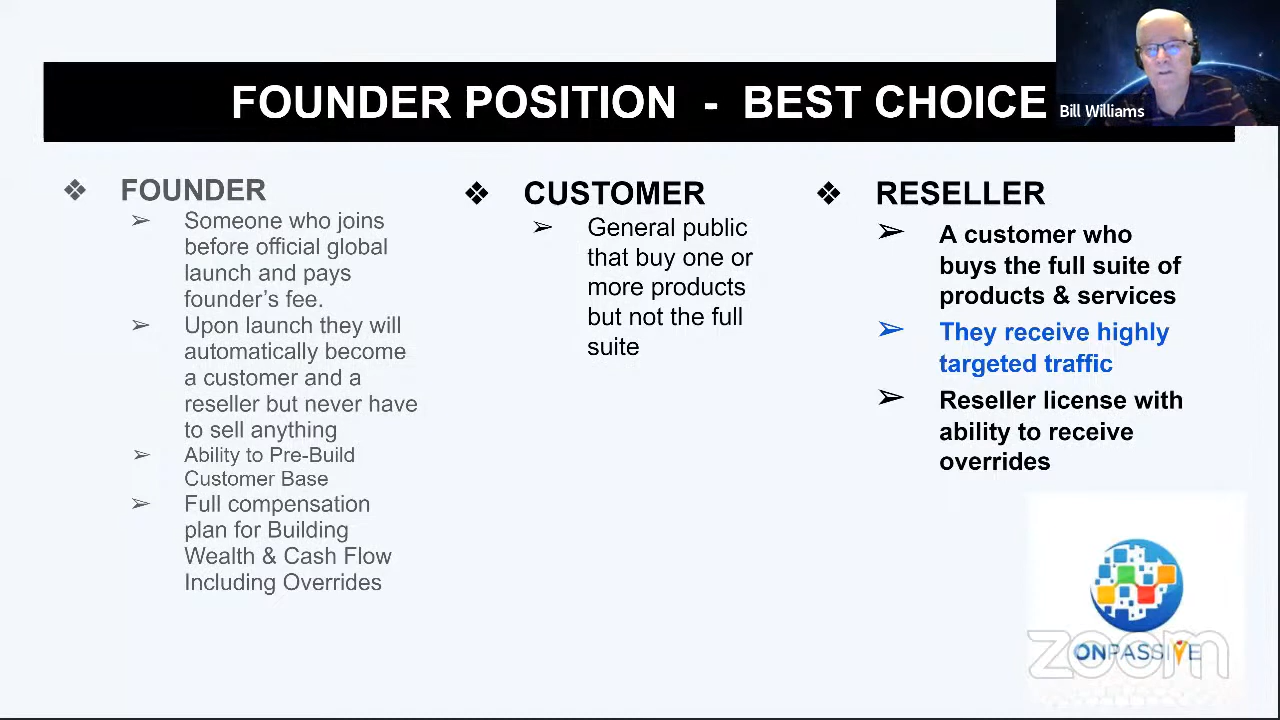 FOUNDER POSITION - BEST CHOICE
Bill Williams
❖ FOUNDER
➢ Someone who joins
before official global
launch and pays
founder's fee.
➢ Upon launch they will
automatically become
a customer and a
reseller but never have
to sell anything
➢ Ability to Pre-Build
Customer Base
➢ Full compensation
plan for Building
Wealth & Cash Flow
Including Overrides
❖ CUSTOMER
➢ General public
that buy one or
more products
but not the full
suite
❖ RESELLER
➢ A customer who
buys the full suite of
products & services
➢ They receive highly
targeted traffic
➢ Reseller license with
ability to receive
overrides
zoom
ONPASSIVE